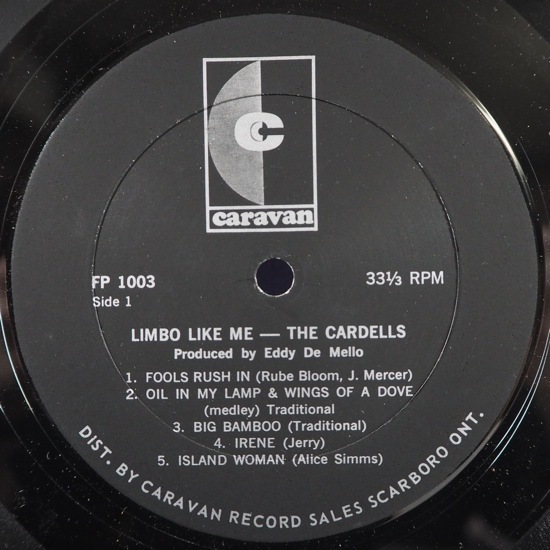 C
caravan
FP 1003
Side 1
33⅓ RPM
LIMBO LIKE ME — THE CARDELLS
Produced by Eddy De Mello
1. FOOLS RUSH IN (Rube Bloom, J. Mercer)
2. OIL IN MY LAMP & WINGS OF A DOVE
(medley) Traditional
3. BIG BAMBOO (Traditional)
4. IRENE (Jerry)
5. ISLAND WOMAN (Alice Simms)
DIST. BY CARAVAN RECORD SALES SCARBORO ONT.